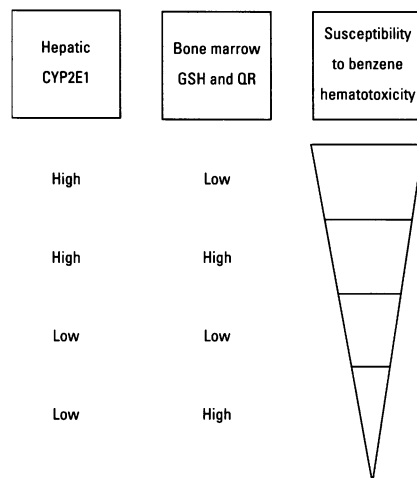 Hepatic
CYP2E1
Bone marrow
GSH and QR
Susceptibility
to benzene
hematotoxicity
High Low
High High
Low Low
Low High